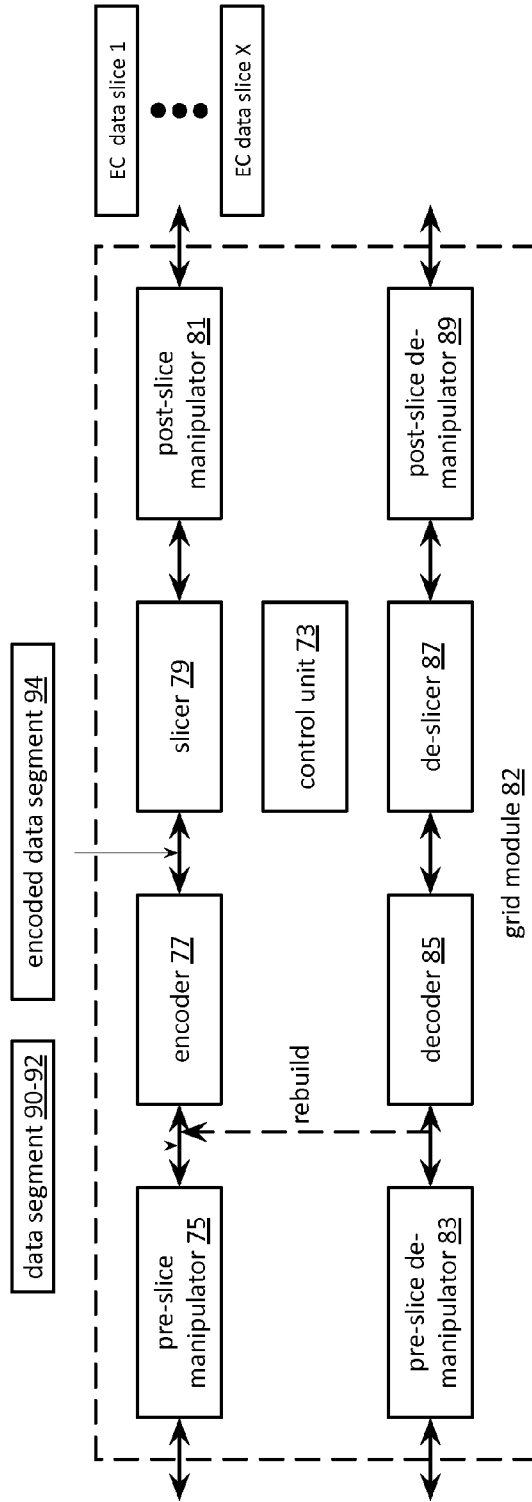 data segment 90-92
encoded data segment 94
pre-slice
manipulator 75
encoder 77
slicer 79
post-slice
manipulator 81
EC data slice 1
EC data slice X
rebuild
control unit 73
pre-slice de-
manipulator 83
decoder 85
de-slicer 87
post-slice de-
manipulator 89
grid module 82